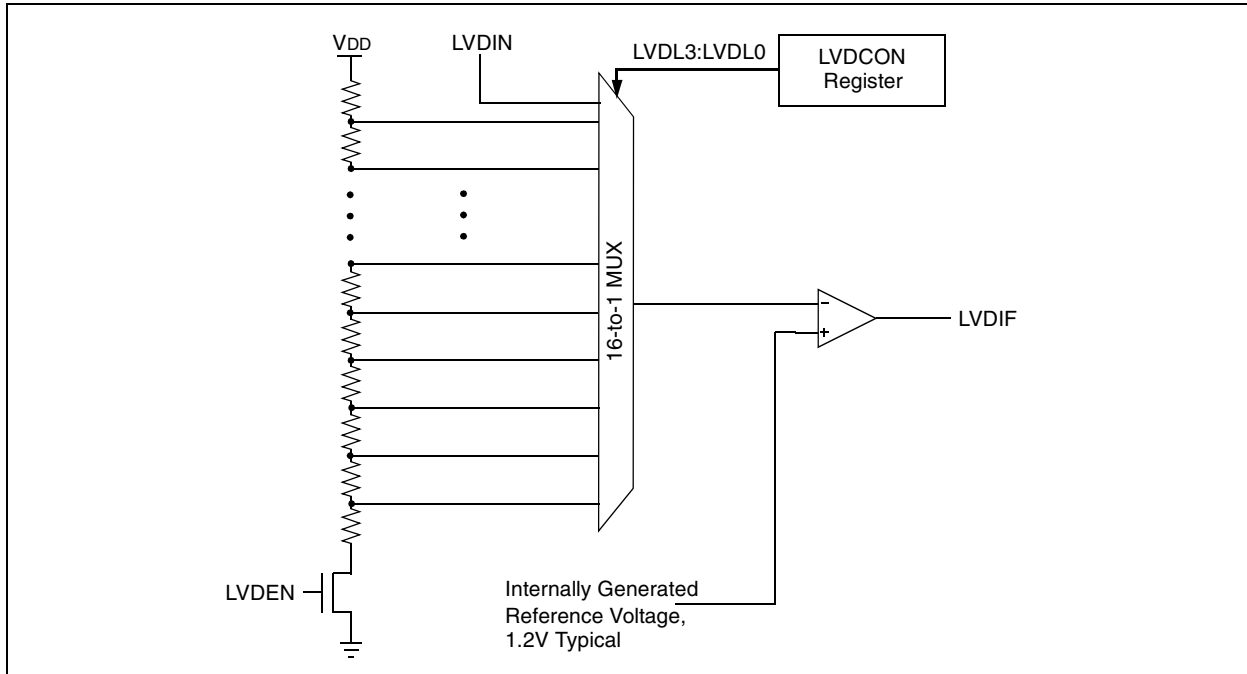 VDD
LVDIN
LVDL3:LVDL0
LVDCON
Register
16-to-1 MUX
–
+
LVDIF
LVDEN
Internally Generated
Reference Voltage,
1.2V Typical